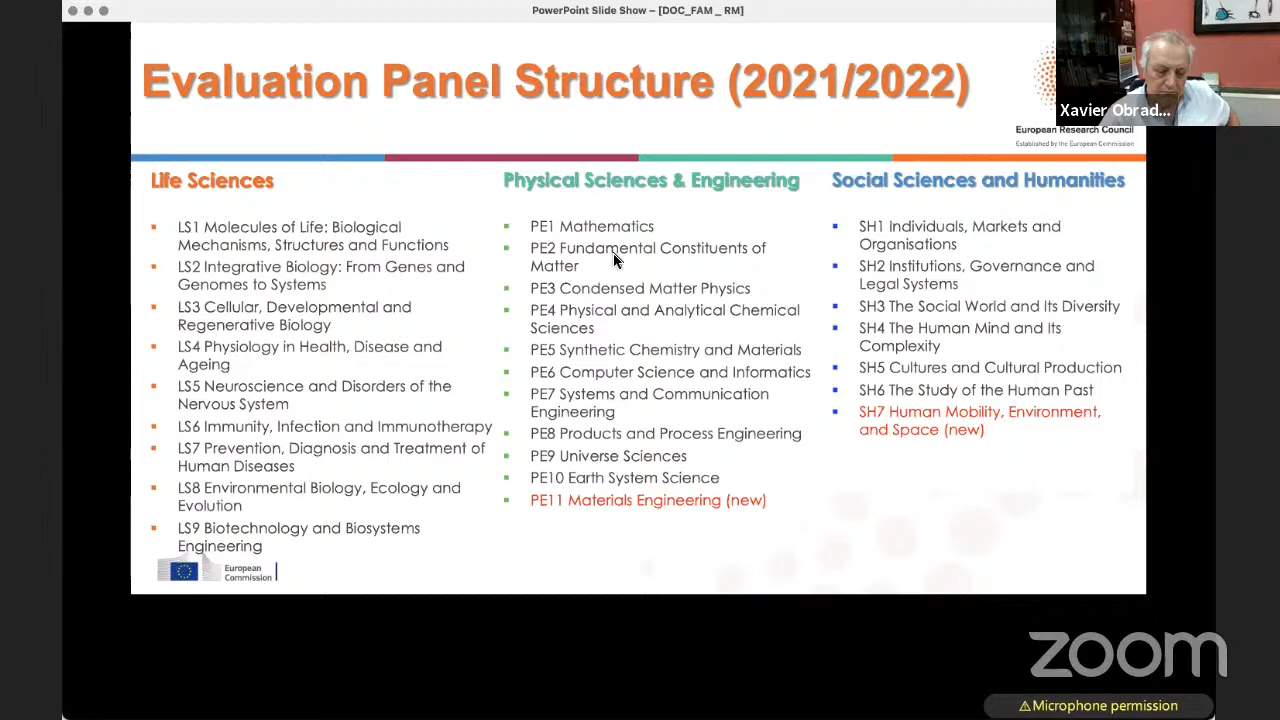 PowerPoint Slide Show – [DOC_FAM _ RM]
Evaluation Panel Structure (2021/2022)
Xavier Obrad...
European Research Council
Established by the European Commission
Life Sciences
LS1 Molecules of Life: Biological
Mechanisms, Structures and Functions
LS2 Integrative Biology: From Genes and
Genomes to Systems
LS3 Cellular, Developmental and
Regenerative Biology
LS4 Physiology in Health, Disease and
Ageing
LS5 Neuroscience and Disorders of the
Nervous System
LS6 Immunity, Infection and Immunotherapy
LS7 Prevention, Diagnosis and Treatment of
Human Diseases
LS8 Environmental Biology, Ecology and
Evolution
LS9 Biotechnology and Biosystems
Engineering
Physical Sciences & Engineering
PE1 Mathematics
PE2 Fundamental Constituents of
Matter
PE3 Condensed Matter Physics
PE4 Physical and Analytical Chemical
Sciences
PE5 Synthetic Chemistry and Materials
PE6 Computer Science and Informatics
PE7 Systems and Communication
Engineering
PE8 Products and Process Engineering
PE9 Universe Sciences
PE10 Earth System Science
PE11 Materials Engineering (new)
Social Sciences and Humanities
SH1 Individuals, Markets and
Organisations
SH2 Institutions, Governance and
Legal Systems
SH3 The Social World and Its Diversity
SH4 The Human Mind and Its
Complexity
SH5 Cultures and Cultural Production
SH6 The Study of the Human Past
SH7 Human Mobility, Environment,
and Space (new)
European
Commission
zoom
⚠Microphone permission